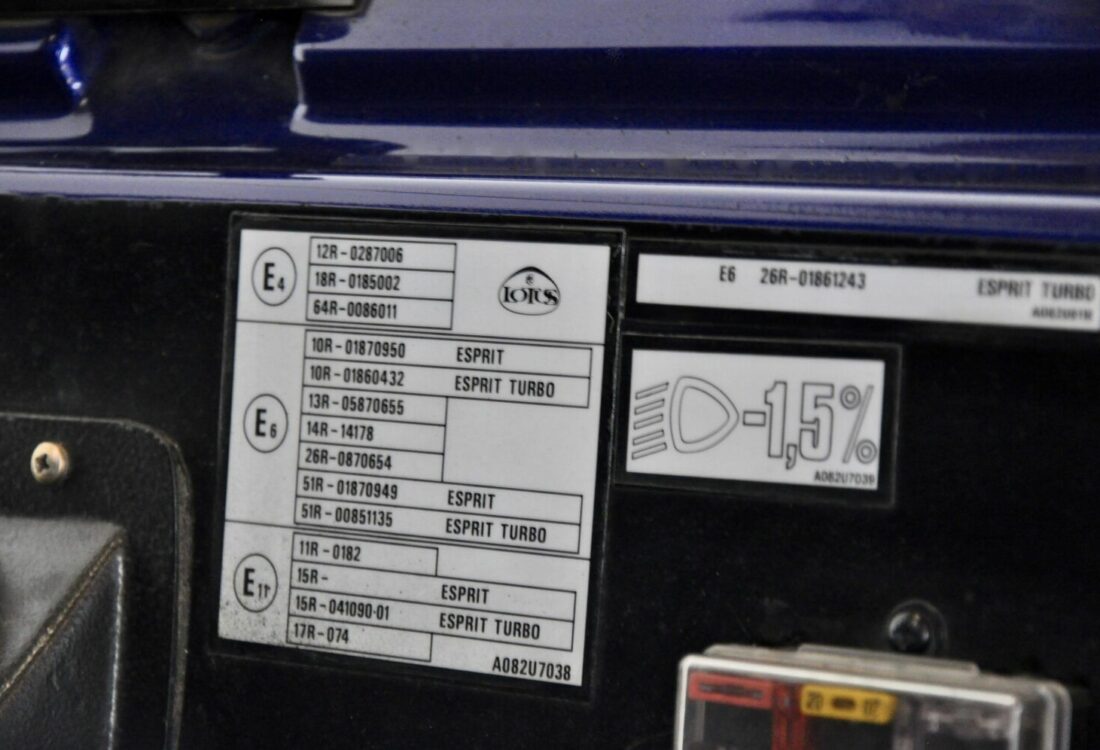 E4
12R-0287006
18R-0185002
64R-0086011
LOTUS
E6
10R-01870950 ESPRIT
10R-01860432 ESPRIT TURBO
13R-05870655
14R-14178
26R-0870654
51R-01870949 ESPRIT
51R-00851135 ESPRIT TURBO
E11
11R-0182
15R- ESPRIT
15R-041090-01 ESPRIT TURBO
17R-074
A082U7038
E6 26R-01861243 ESPRIT TURBO
-1,5%
A082U7039
20